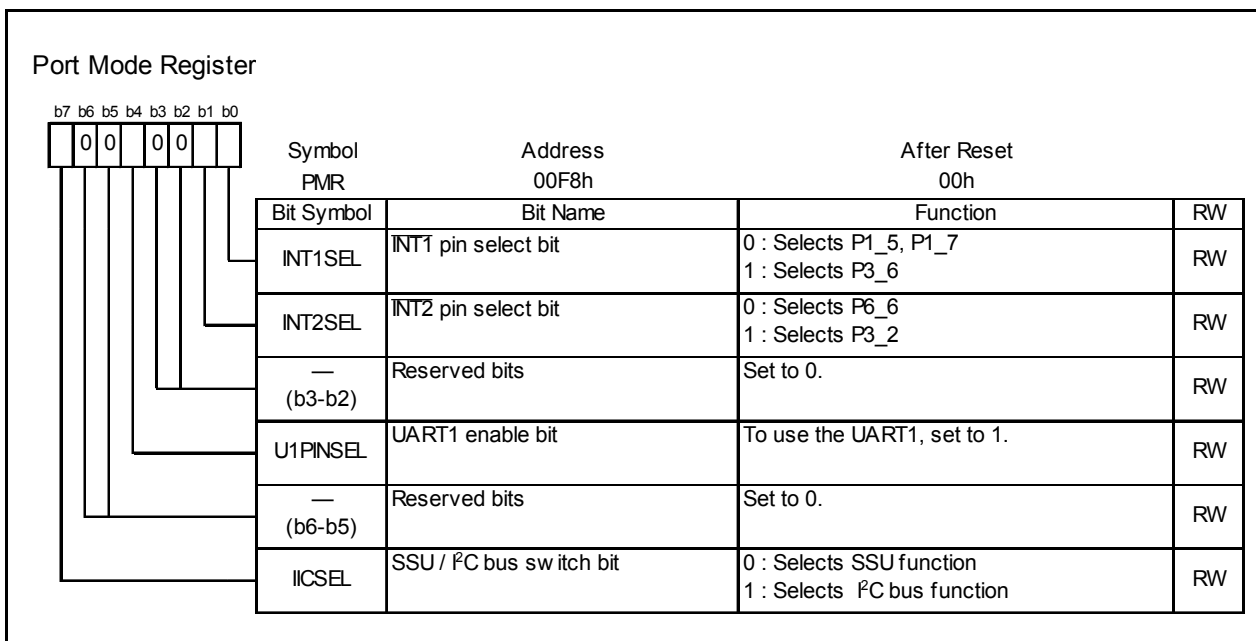 Port Mode Register
b7 b6 b5 b4 b3 b2 b1 b0
0 0 0 0
Symbol Address After Reset
PMR 00F8h 00h
Bit Symbol Bit Name Function RW
INT1SEL INT1 pin select bit 0 : Selects P1_5, P1_7 RW
1 : Selects P3_6
INT2SEL INT2 pin select bit 0 : Selects P6_6 RW
1 : Selects P3_2
— Reserved bits Set to 0. RW
(b3-b2)
U1PINSEL UART1 enable bit To use the UART1, set to 1. RW
— Reserved bits Set to 0. RW
(b6-b5)
IICSEL SSU / I²C bus switch bit 0 : Selects SSU function RW
1 : Selects I²C bus function